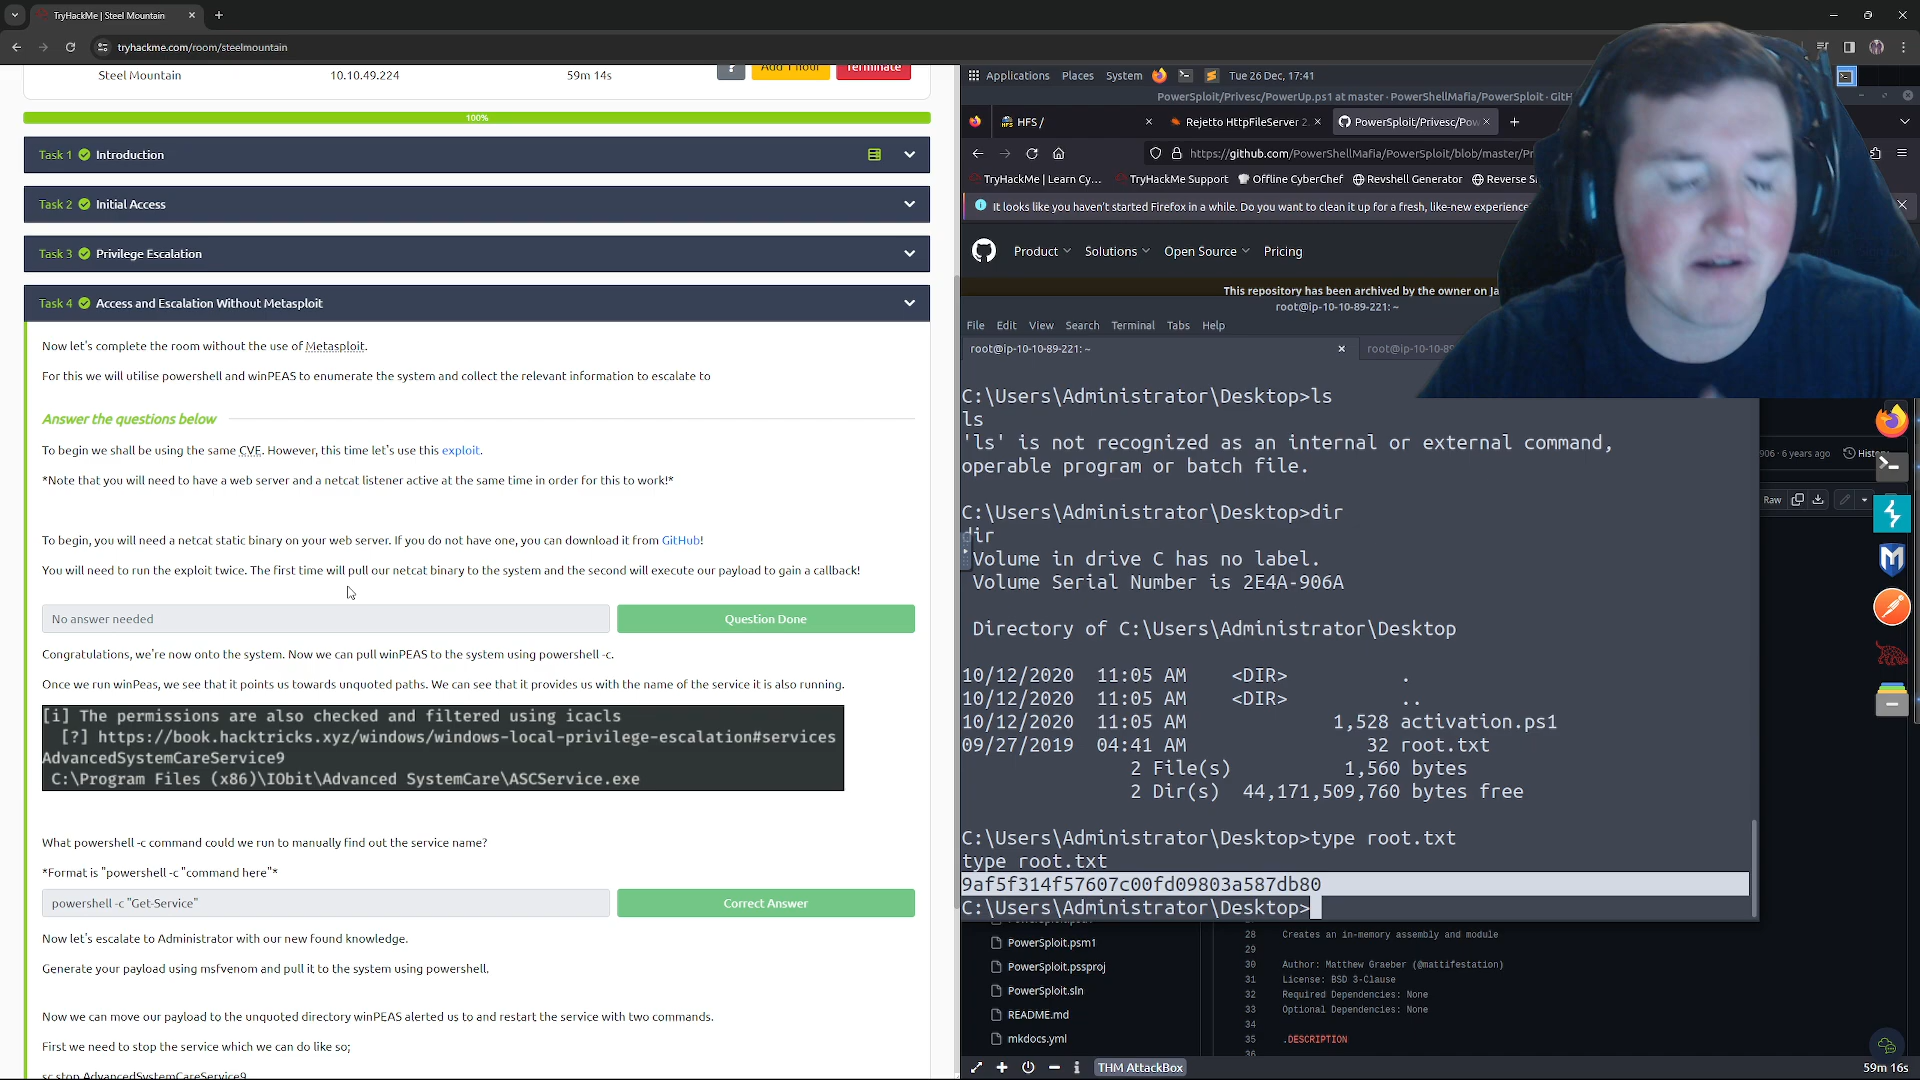 TryHackMe | Steel Mountain
tryhackme.com/room/steelmountain
Steel Mountain
10.10.49.224
59m 14s
?
Add 1 hour
Terminate
100%
Task 1 Introduction
Task 2 Initial Access
Task 3 Privilege Escalation
Task 4 Access and Escalation Without Metasploit
Now let's complete the room without the use of Metasploit.
For this we will utilise powershell and winPEAS to enumerate the system and collect the relevant information to escalate to
Answer the questions below
To begin we shall be using the same CVE. However, this time let's use this exploit.
*Note that you will need to have a web server and a netcat listener active at the same time in order for this to work!*
To begin, you will need a netcat static binary on your web server. If you do not have one, you can download it from GitHub!
You will need to run the exploit twice. The first time will pull our netcat binary to the system and the second will execute our payload to gain a callback!
No answer needed
Question Done
Congratulations, we're now onto the system. Now we can pull winPEAS to the system using powershell -c.
Once we run winPeas, we see that it points us towards unquoted paths. We can see that it provides us with the name of the service it is also running.
[i] The permissions are also checked and filtered using icacls
[?] https://book.hacktricks.xyz/windows/windows-local-privilege-escalation#services
AdvancedSystemCareService9
C:\Program Files (x86)\IObit\Advanced SystemCare\ASCService.exe
What powershell -c command could we run to manually find out the service name?
*Format is "powershell -c "command here"*
powershell -c "Get-Service"
Correct Answer
Now let's escalate to Administrator with our new found knowledge.
Generate your payload using msfvenom and pull it to the system using powershell.
Now we can move our payload to the unquoted directory winPEAS alerted us to and restart the service with two commands.
First we need to stop the service which we can do like so;
sc stop AdvancedSystemCareService9
Applications Places System Tue 26 Dec, 17:41
PowerSploit/Privesc/PowerUp.ps1 at master · PowerShellMafia/PowerSploit · GitH
HFS /
Rejetto HttpFileServer 2.
PowerSploit/Privesc/Pow
https://github.com/PowerShellMafia/PowerSploit/blob/master/Pr
TryHackMe | Learn Cy...
TryHackMe Support
Offline CyberChef
Revshell Generator
Reverse S
It looks like you haven't started Firefox in a while. Do you want to clean it up for a fresh, like-new experience
Product Solutions Open Source Pricing
This repository has been archived by the owner on Ja
root@ip-10-10-89-221: ~
File Edit View Search Terminal Tabs Help
root@ip-10-10-89-221: ~
root@ip-10-10-89
C:\Users\Administrator\Desktop>ls
ls
'ls' is not recognized as an internal or external command,
operable program or batch file.
C:\Users\Administrator\Desktop>dir
dir
Volume in drive C has no label.
Volume Serial Number is 2E4A-906A
Directory of C:\Users\Administrator\Desktop
10/12/2020 11:05 AM <DIR> .
10/12/2020 11:05 AM <DIR> ..
10/12/2020 11:05 AM 1,528 activation.ps1
09/27/2019 04:41 AM 32 root.txt
2 File(s) 1,560 bytes
2 Dir(s) 44,171,509,760 bytes free
C:\Users\Administrator\Desktop>type root.txt
type root.txt
9af5f314f57607c00fd09803a587db80
C:\Users\Administrator\Desktop>
906 · 6 years ago
History
Raw
PowerSploit.psm1
PowerSploit.pssproj
PowerSploit.sln
README.md
mkdocs.yml
28 Creates an in-memory assembly and module
29
30 Author: Matthew Graeber (@mattifestation)
31 License: BSD 3-Clause
32 Required Dependencies: None
33 Optional Dependencies: None
34
35 .DESCRIPTION
36
THM AttackBox
59m 16s